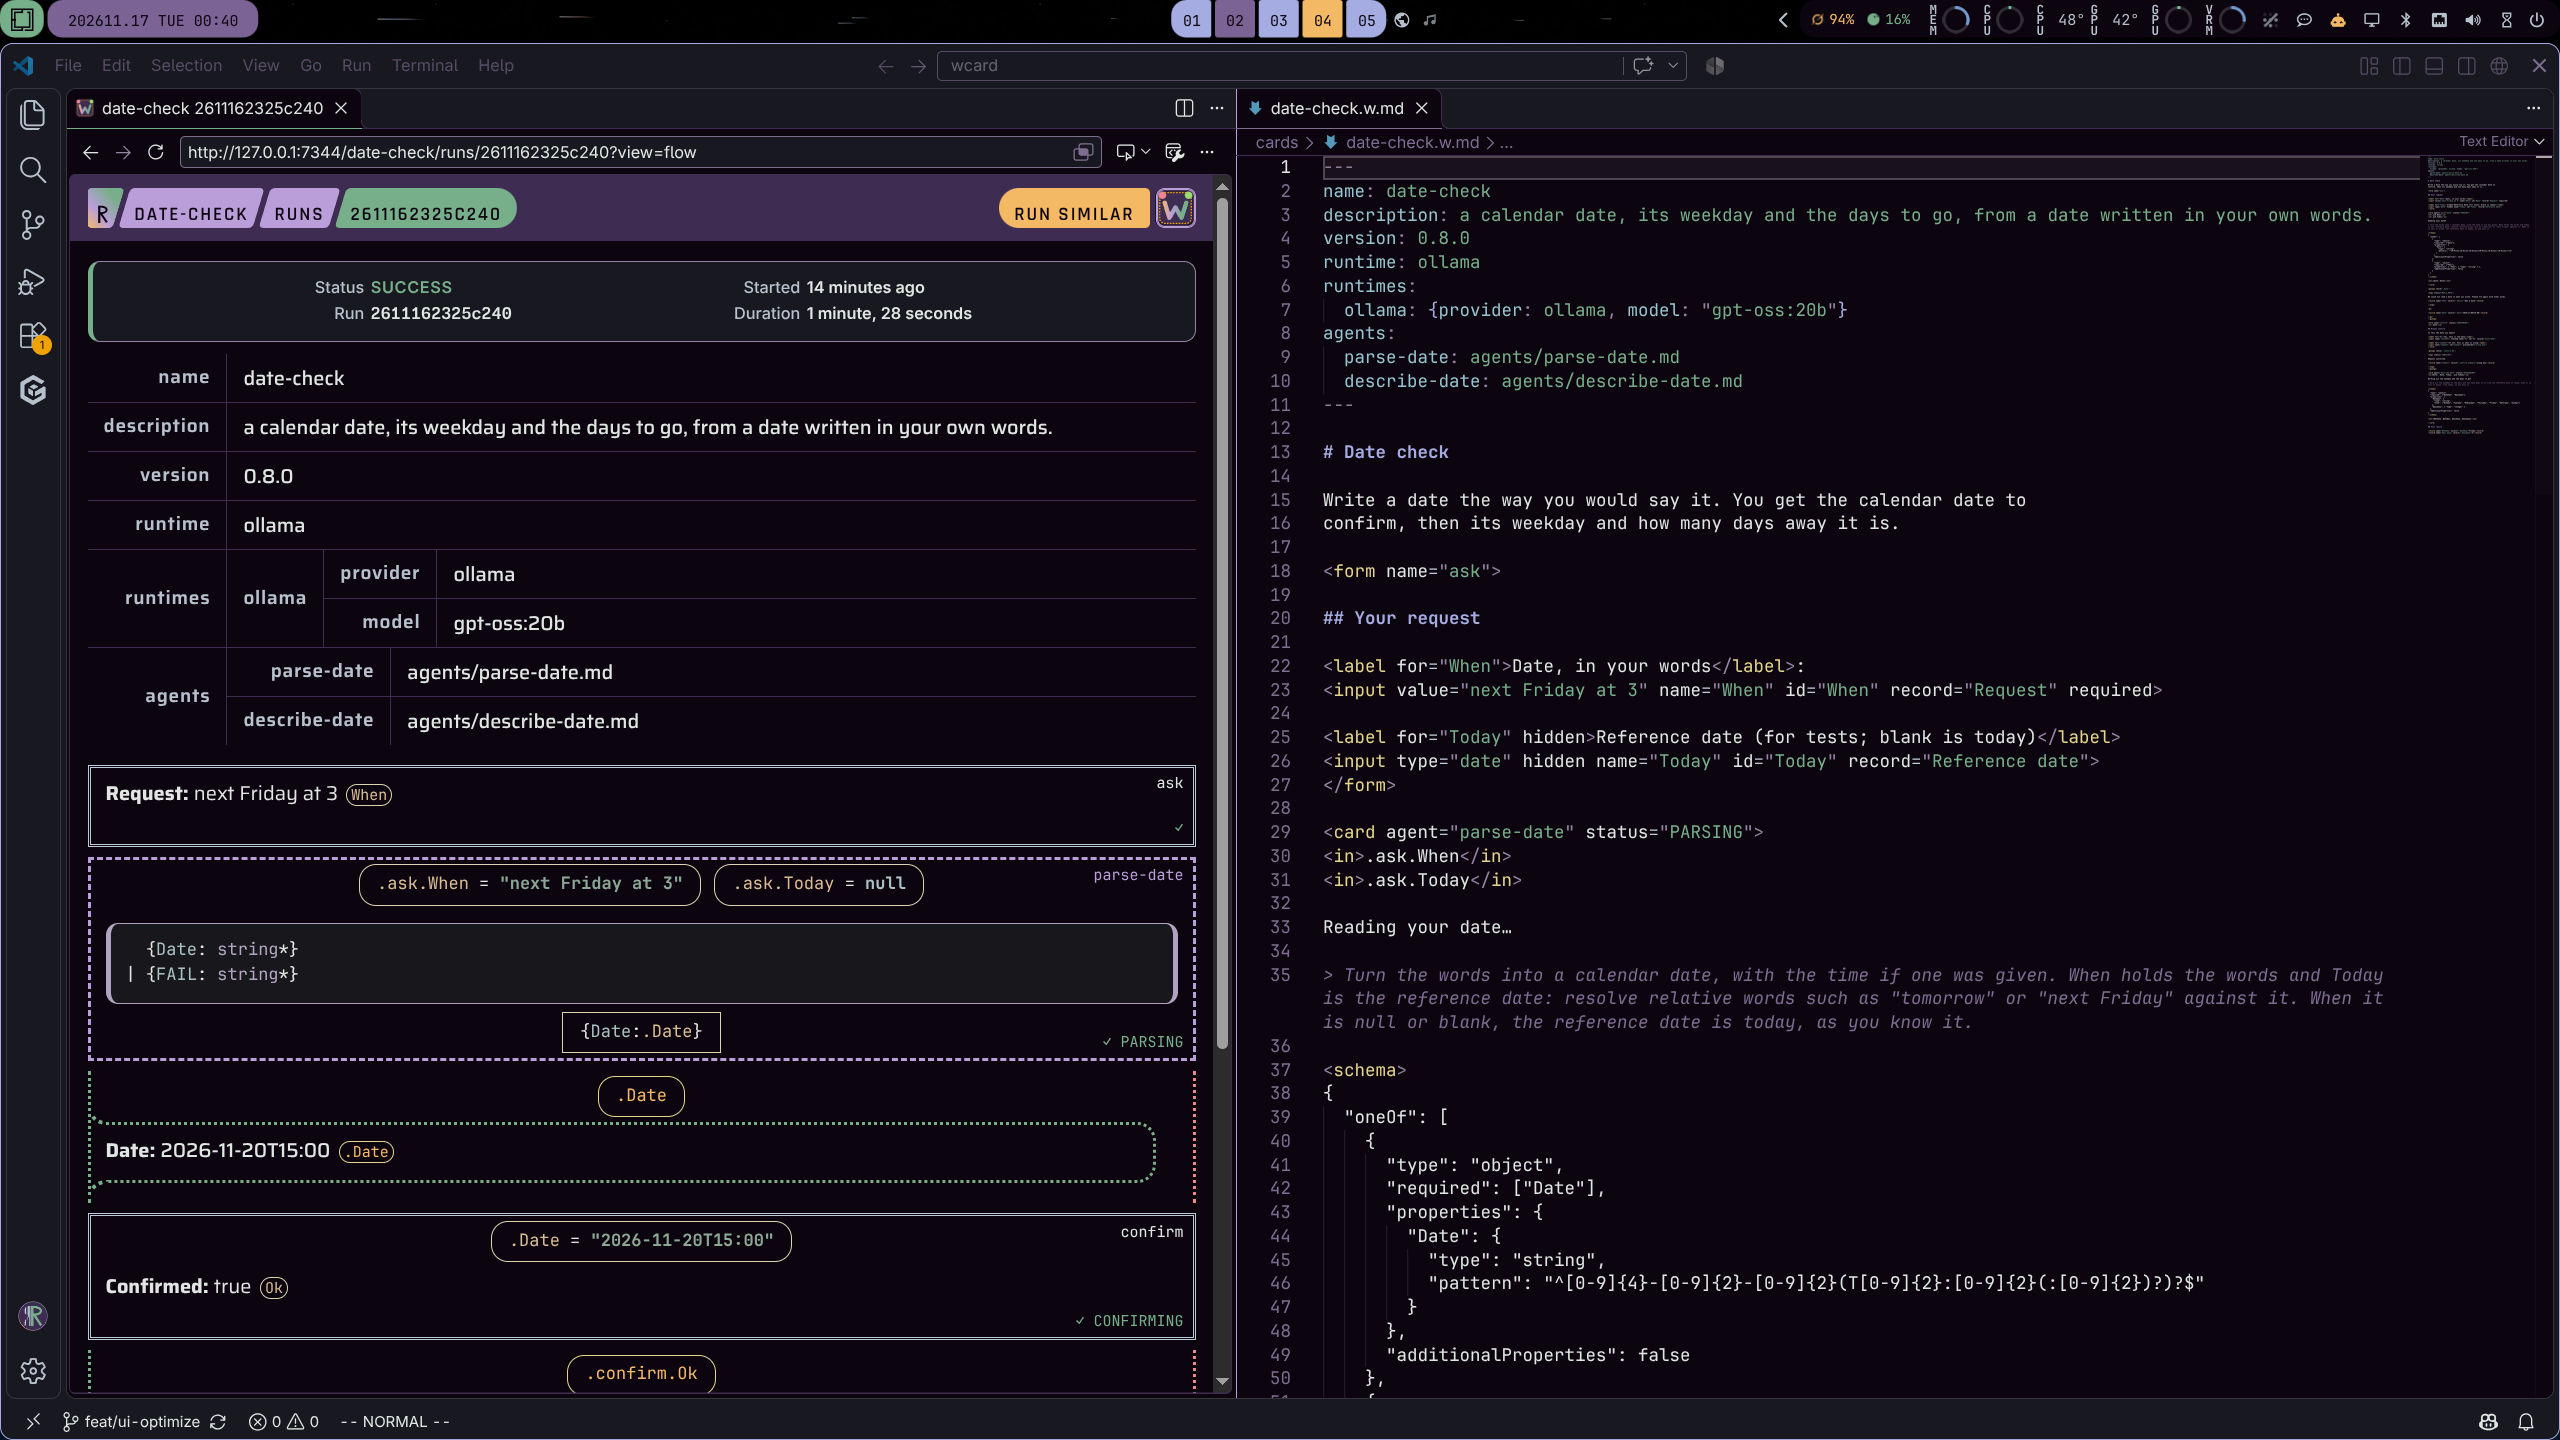 202611.17 TUE 00:40
01 02 03 04 05
94% 16% MEM CPU CPU 48° GPU 42° GPU VRM
File Edit Selection View Go Run Terminal Help
wcard
date-check 2611162325c240
http://127.0.0.1:7344/date-check/runs/2611162325c240?view=flow
R DATE-CHECK RUNS 2611162325C240
RUN SIMILAR W
Status SUCCESS
Started 14 minutes ago
Run 2611162325c240
Duration 1 minute, 28 seconds
name date-check
description a calendar date, its weekday and the days to go, from a date written in your own words.
version 0.8.0
runtime ollama
runtimes ollama provider ollama
model gpt-oss:20b
agents parse-date agents/parse-date.md
describe-date agents/describe-date.md
ask
Request: next Friday at 3 When
✓
.ask.When = "next Friday at 3" .ask.Today = null parse-date
{Date: string*}
| {FAIL: string*}
{Date:.Date}
✓ PARSING
.Date
Date: 2026-11-20T15:00 .Date
confirm
.Date = "2026-11-20T15:00"
Confirmed: true Ok
✓ CONFIRMING
.confirm.Ok
date-check.w.md
cards > date-check.w.md > ...
Text Editor
1 ---
2 name: date-check
3 description: a calendar date, its weekday and the days to go, from a date written in your own words.
4 version: 0.8.0
5 runtime: ollama
6 runtimes:
7 ollama: {provider: ollama, model: "gpt-oss:20b"}
8 agents:
9 parse-date: agents/parse-date.md
10 describe-date: agents/describe-date.md
11 ---
12
13 # Date check
14
15 Write a date the way you would say it. You get the calendar date to
16 confirm, then its weekday and how many days away it is.
17
18 <form name="ask">
19
20 ## Your request
21
22 <label for="When">Date, in your words</label>:
23 <input value="next Friday at 3" name="When" id="When" record="Request" required>
24
25 <label for="Today" hidden>Reference date (for tests; blank is today)</label>
26 <input type="date" hidden name="Today" id="Today" record="Reference date">
27 </form>
28
29 <card agent="parse-date" status="PARSING">
30 <in>.ask.When</in>
31 <in>.ask.Today</in>
32
33 Reading your date…
34
35 > Turn the words into a calendar date, with the time if one was given. When holds the words and Today
is the reference date: resolve relative words such as "tomorrow" or "next Friday" against it. When it
is null or blank, the reference date is today, as you know it.
36
37 <schema>
38 {
39 "oneOf": [
40 {
41 "type": "object",
42 "required": ["Date"],
43 "properties": {
44 "Date": {
45 "type": "string",
46 "pattern": "^[0-9]{4}-[0-9]{2}-[0-9]{2}(T[0-9]{2}:[0-9]{2}(:[0-9]{2})?)?$"
47 }
48 },
49 "additionalProperties": false
50 },
feat/ui-optimize 0 0 -- NORMAL --